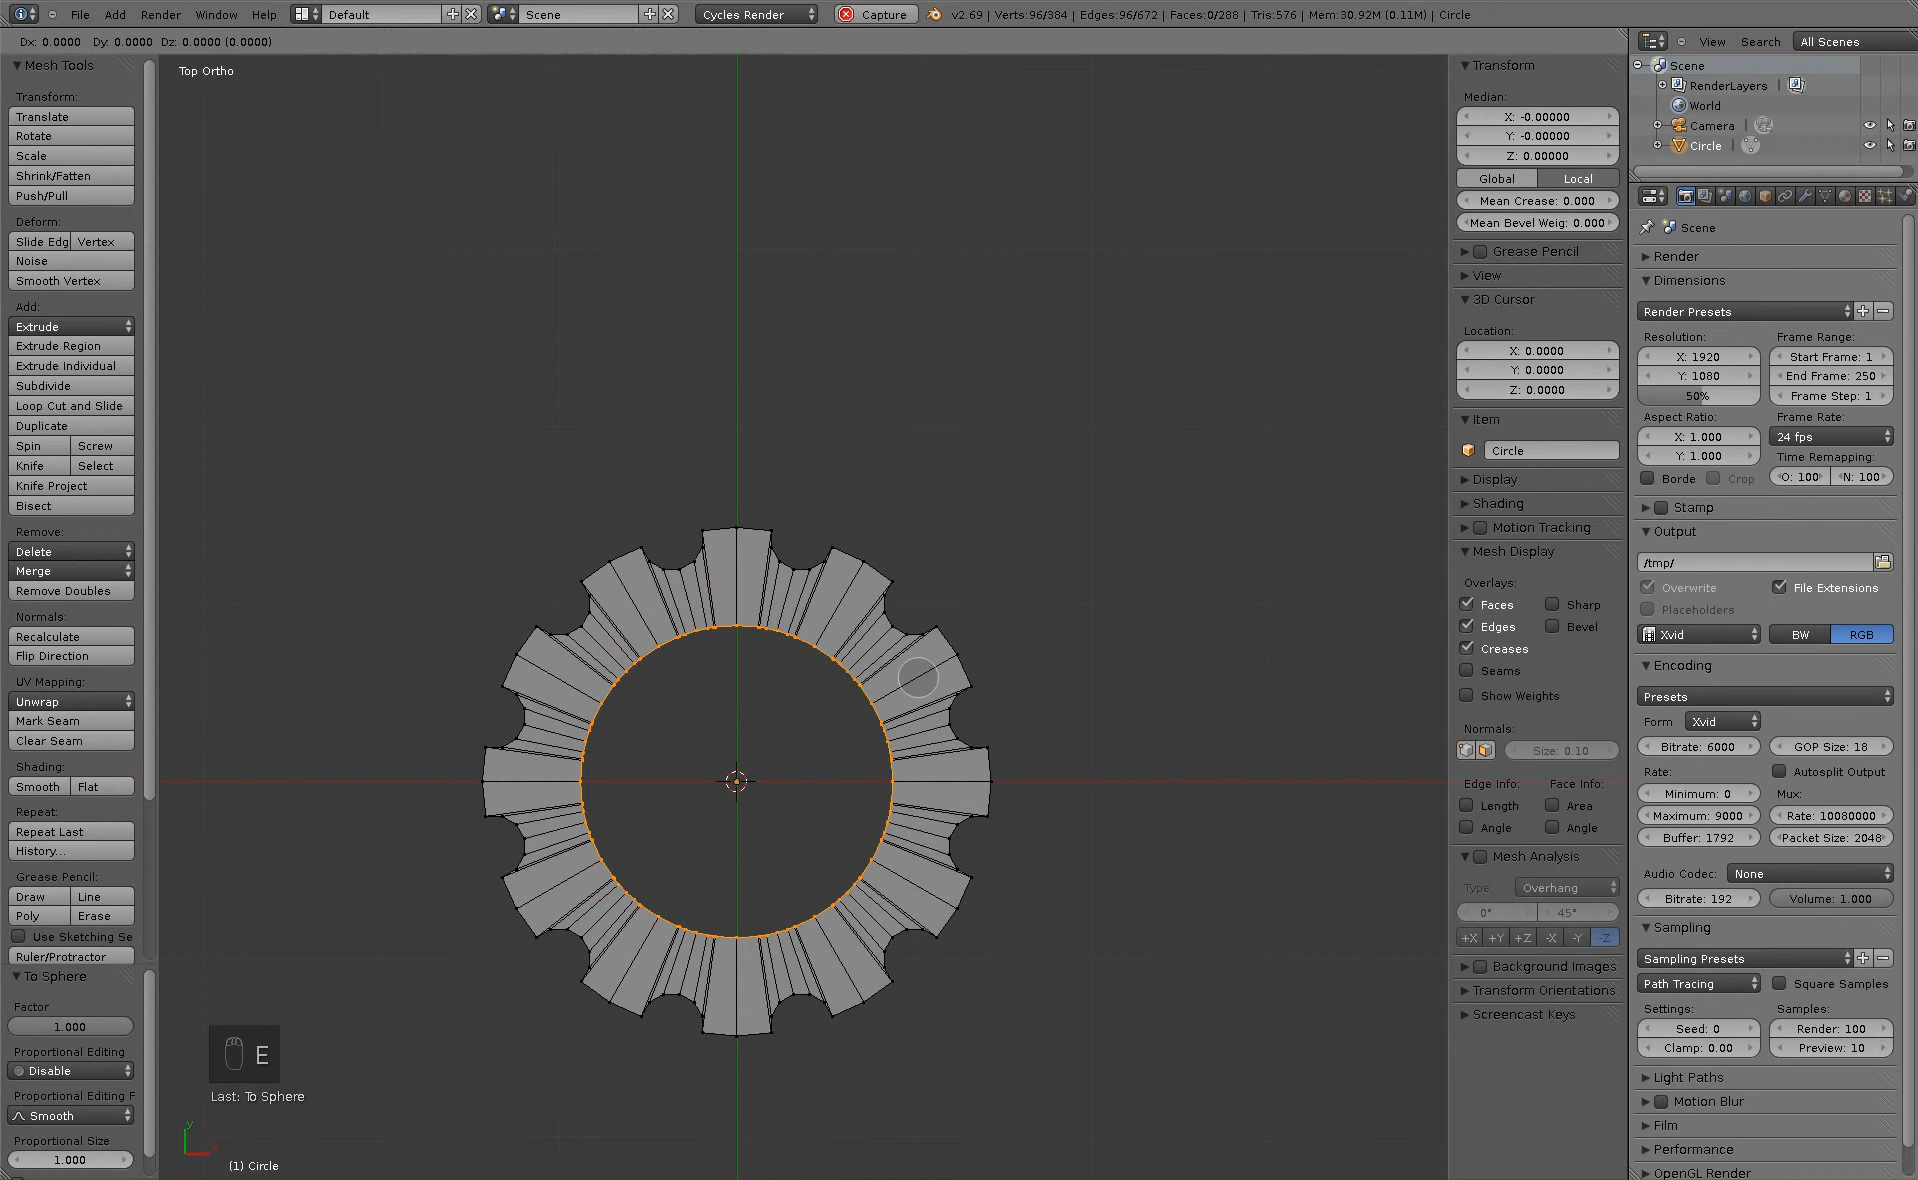 File Add Render Window Help Default Scene Cycles Render Capture v2.69 | Verts:96/384 | Edges:96/672 | Faces:0/288 | Tris:576 | Mem:30.92M (0.11M) | Circle
Dx: 0.0000 Dy: 0.0000 Dz: 0.0000 (0.0000)
Mesh Tools
Transform:
Translate
Rotate
Scale
Shrink/Fatten
Push/Pull
Deform:
Slide Edg Vertex
Noise
Smooth Vertex
Add:
Extrude
Extrude Region
Extrude Individual
Subdivide
Loop Cut and Slide
Duplicate
Spin Screw
Knife Select
Knife Project
Bisect
Remove:
Delete
Merge
Remove Doubles
Normals:
Recalculate
Flip Direction
UV Mapping:
Unwrap
Mark Seam
Clear Seam
Shading:
Smooth Flat
Repeat:
Repeat Last
History...
Grease Pencil:
Draw Line
Poly Erase
Use Sketching Se
Ruler/Protractor
To Sphere
Factor
1.000
Proportional Editing
Disable
Proportional Editing F
Smooth
Proportional Size
1.000
Top Ortho
E
Last: To Sphere
y
x
(1) Circle
Transform
Median:
X: -0.00000
Y: -0.00000
Z: 0.00000
Global Local
Mean Crease: 0.000
Mean Bevel Weig: 0.000
Grease Pencil
View
3D Cursor
Location:
X: 0.0000
Y: 0.0000
Z: 0.0000
Item
Circle
Display
Shading
Motion Tracking
Mesh Display
Overlays:
Faces Sharp
Edges Bevel
Creases
Seams
Show Weights
Normals:
Size: 0.10
Edge Info: Face Info:
Length Area
Angle Angle
Mesh Analysis
Type: Overhang
0° 45°
+X +Y +Z -X -Y -Z
Background Images
Transform Orientations
Screencast Keys
View Search All Scenes
Scene
RenderLayers |
World
Camera |
Circle |
Scene
Render
Dimensions
Render Presets
Resolution: Frame Range:
X: 1920 Start Frame: 1
Y: 1080 End Frame: 250
50% Frame Step: 1
Aspect Ratio: Frame Rate:
X: 1.000 24 fps
Y: 1.000 Time Remapping:
Borde Crop O: 100 N: 100
Stamp
Output
/tmp/
Overwrite File Extensions
Placeholders
Xvid BW RGB
Encoding
Presets
Form Xvid
Bitrate: 6000 GOP Size: 18
Rate: Autosplit Output
Minimum: 0 Mux:
Maximum: 9000 Rate: 10080000
Buffer: 1792 Packet Size: 2048
Audio Codec: None
Bitrate: 192 Volume: 1.000
Sampling
Sampling Presets
Path Tracing Square Samples
Settings: Samples:
Seed: 0 Render: 100
Clamp: 0.00 Preview: 10
Light Paths
Motion Blur
Film
Performance
OpenGL Render